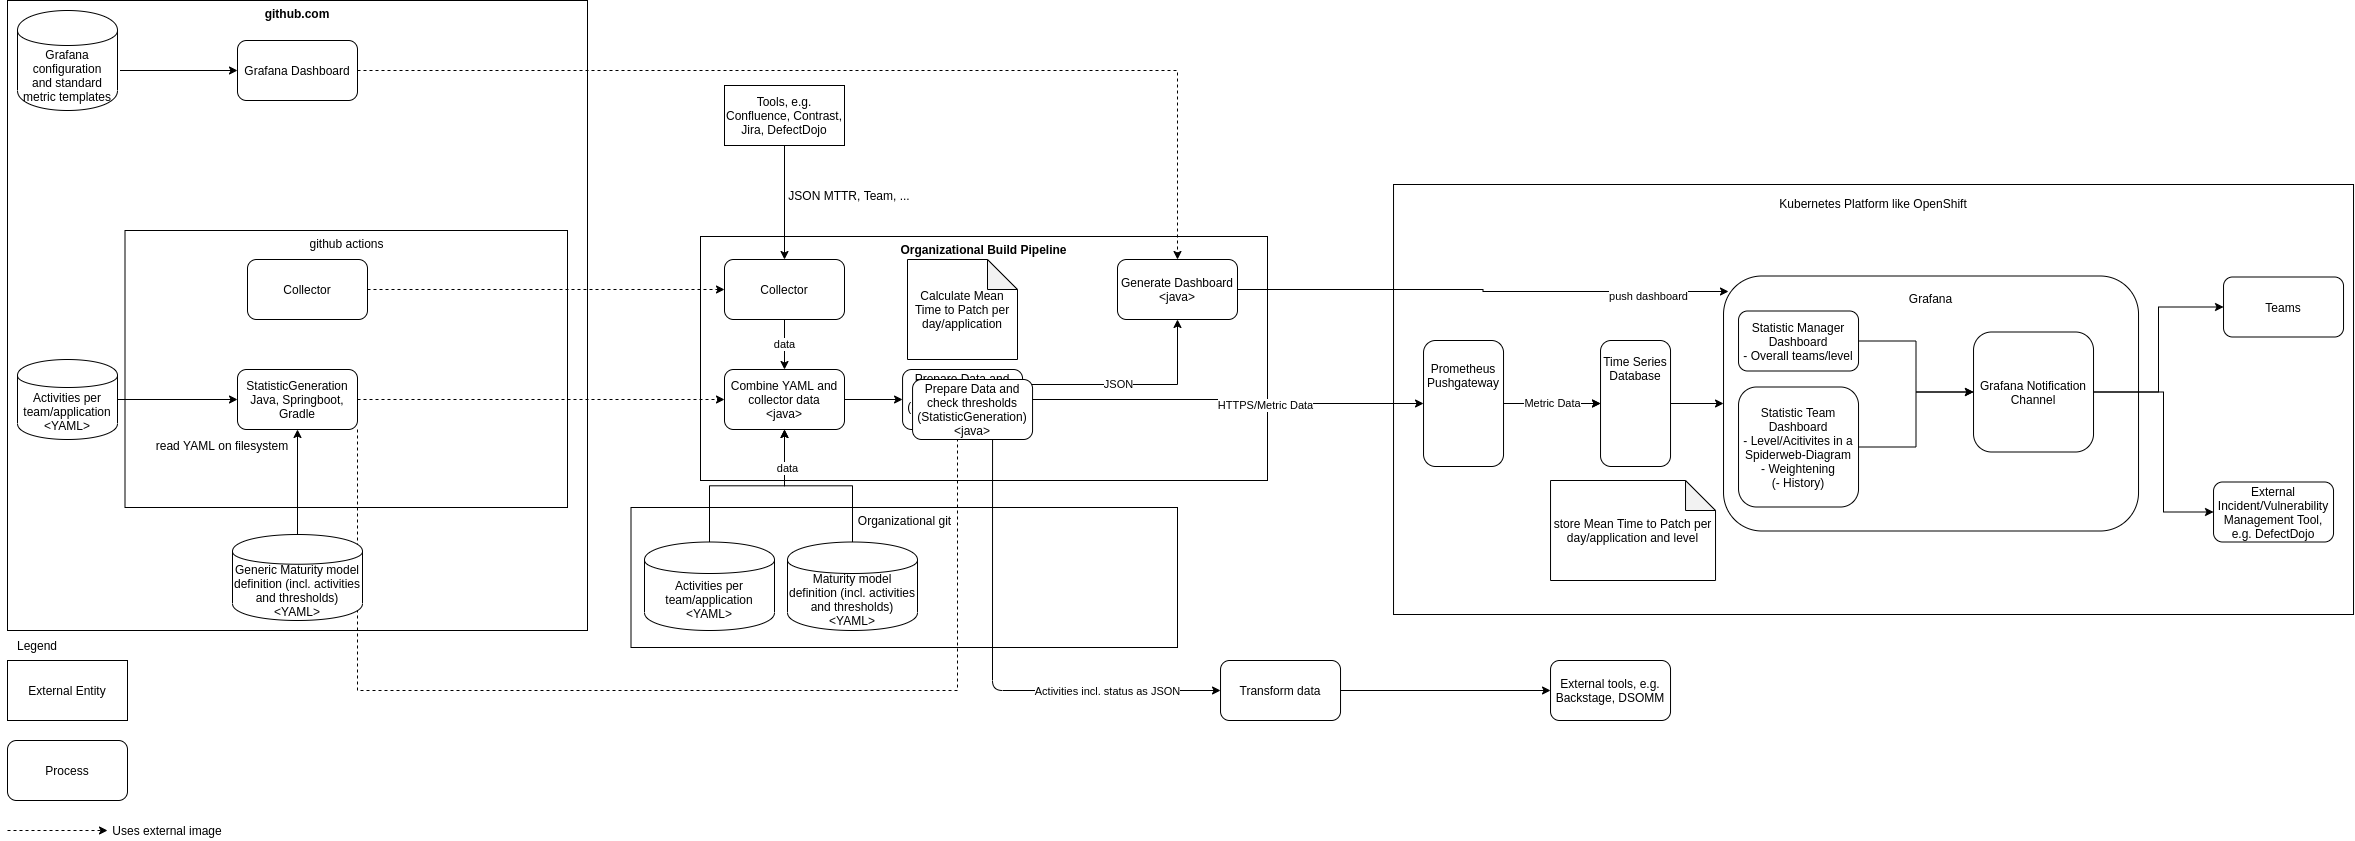 github.com
Grafana
configuration
and standard
metric templates
Grafana Dashboard
Tools, e.g.
Confluence, Contrast,
Jira, DefectDojo
JSON MTTR, Team, ...
github actions
Collector
Activities per
team/application
<YAML>
StatisticGeneration
Java, Springboot,
Gradle
read YAML on filesystem
Generic Maturity model
definition (incl. activities
and thresholds)
<YAML>
Organizational Build Pipeline
Collector
Calculate Mean
Time to Patch per
day/application
Generate Dashboard
<java>
data
Combine YAML and
collector data
<java>
Prepare Data and
(
Prepare Data and
check thresholds
(StatisticGeneration)
<java>
JSON
HTTPS/Metric Data
data
Organizational git
Activities per
team/application
<YAML>
Maturity model
definition (incl. activities
and thresholds)
<YAML>
Kubernetes Platform like OpenShift
push dashboard
Prometheus
Pushgateway
Metric Data
Time Series
Database
store Mean Time to Patch per
day/application and level
Grafana
Statistic Manager
Dashboard
- Overall teams/level
Statistic Team
Dashboard
- Level/Acitivites in a
Spiderweb-Diagram
- Weightening
(- History)
Grafana Notification
Channel
Teams
External
Incident/Vulnerability
Management Tool,
e.g. DefectDojo
Activities incl. status as JSON
Transform data
External tools, e.g.
Backstage, DSOMM
Legend
External Entity
Process
Uses external image